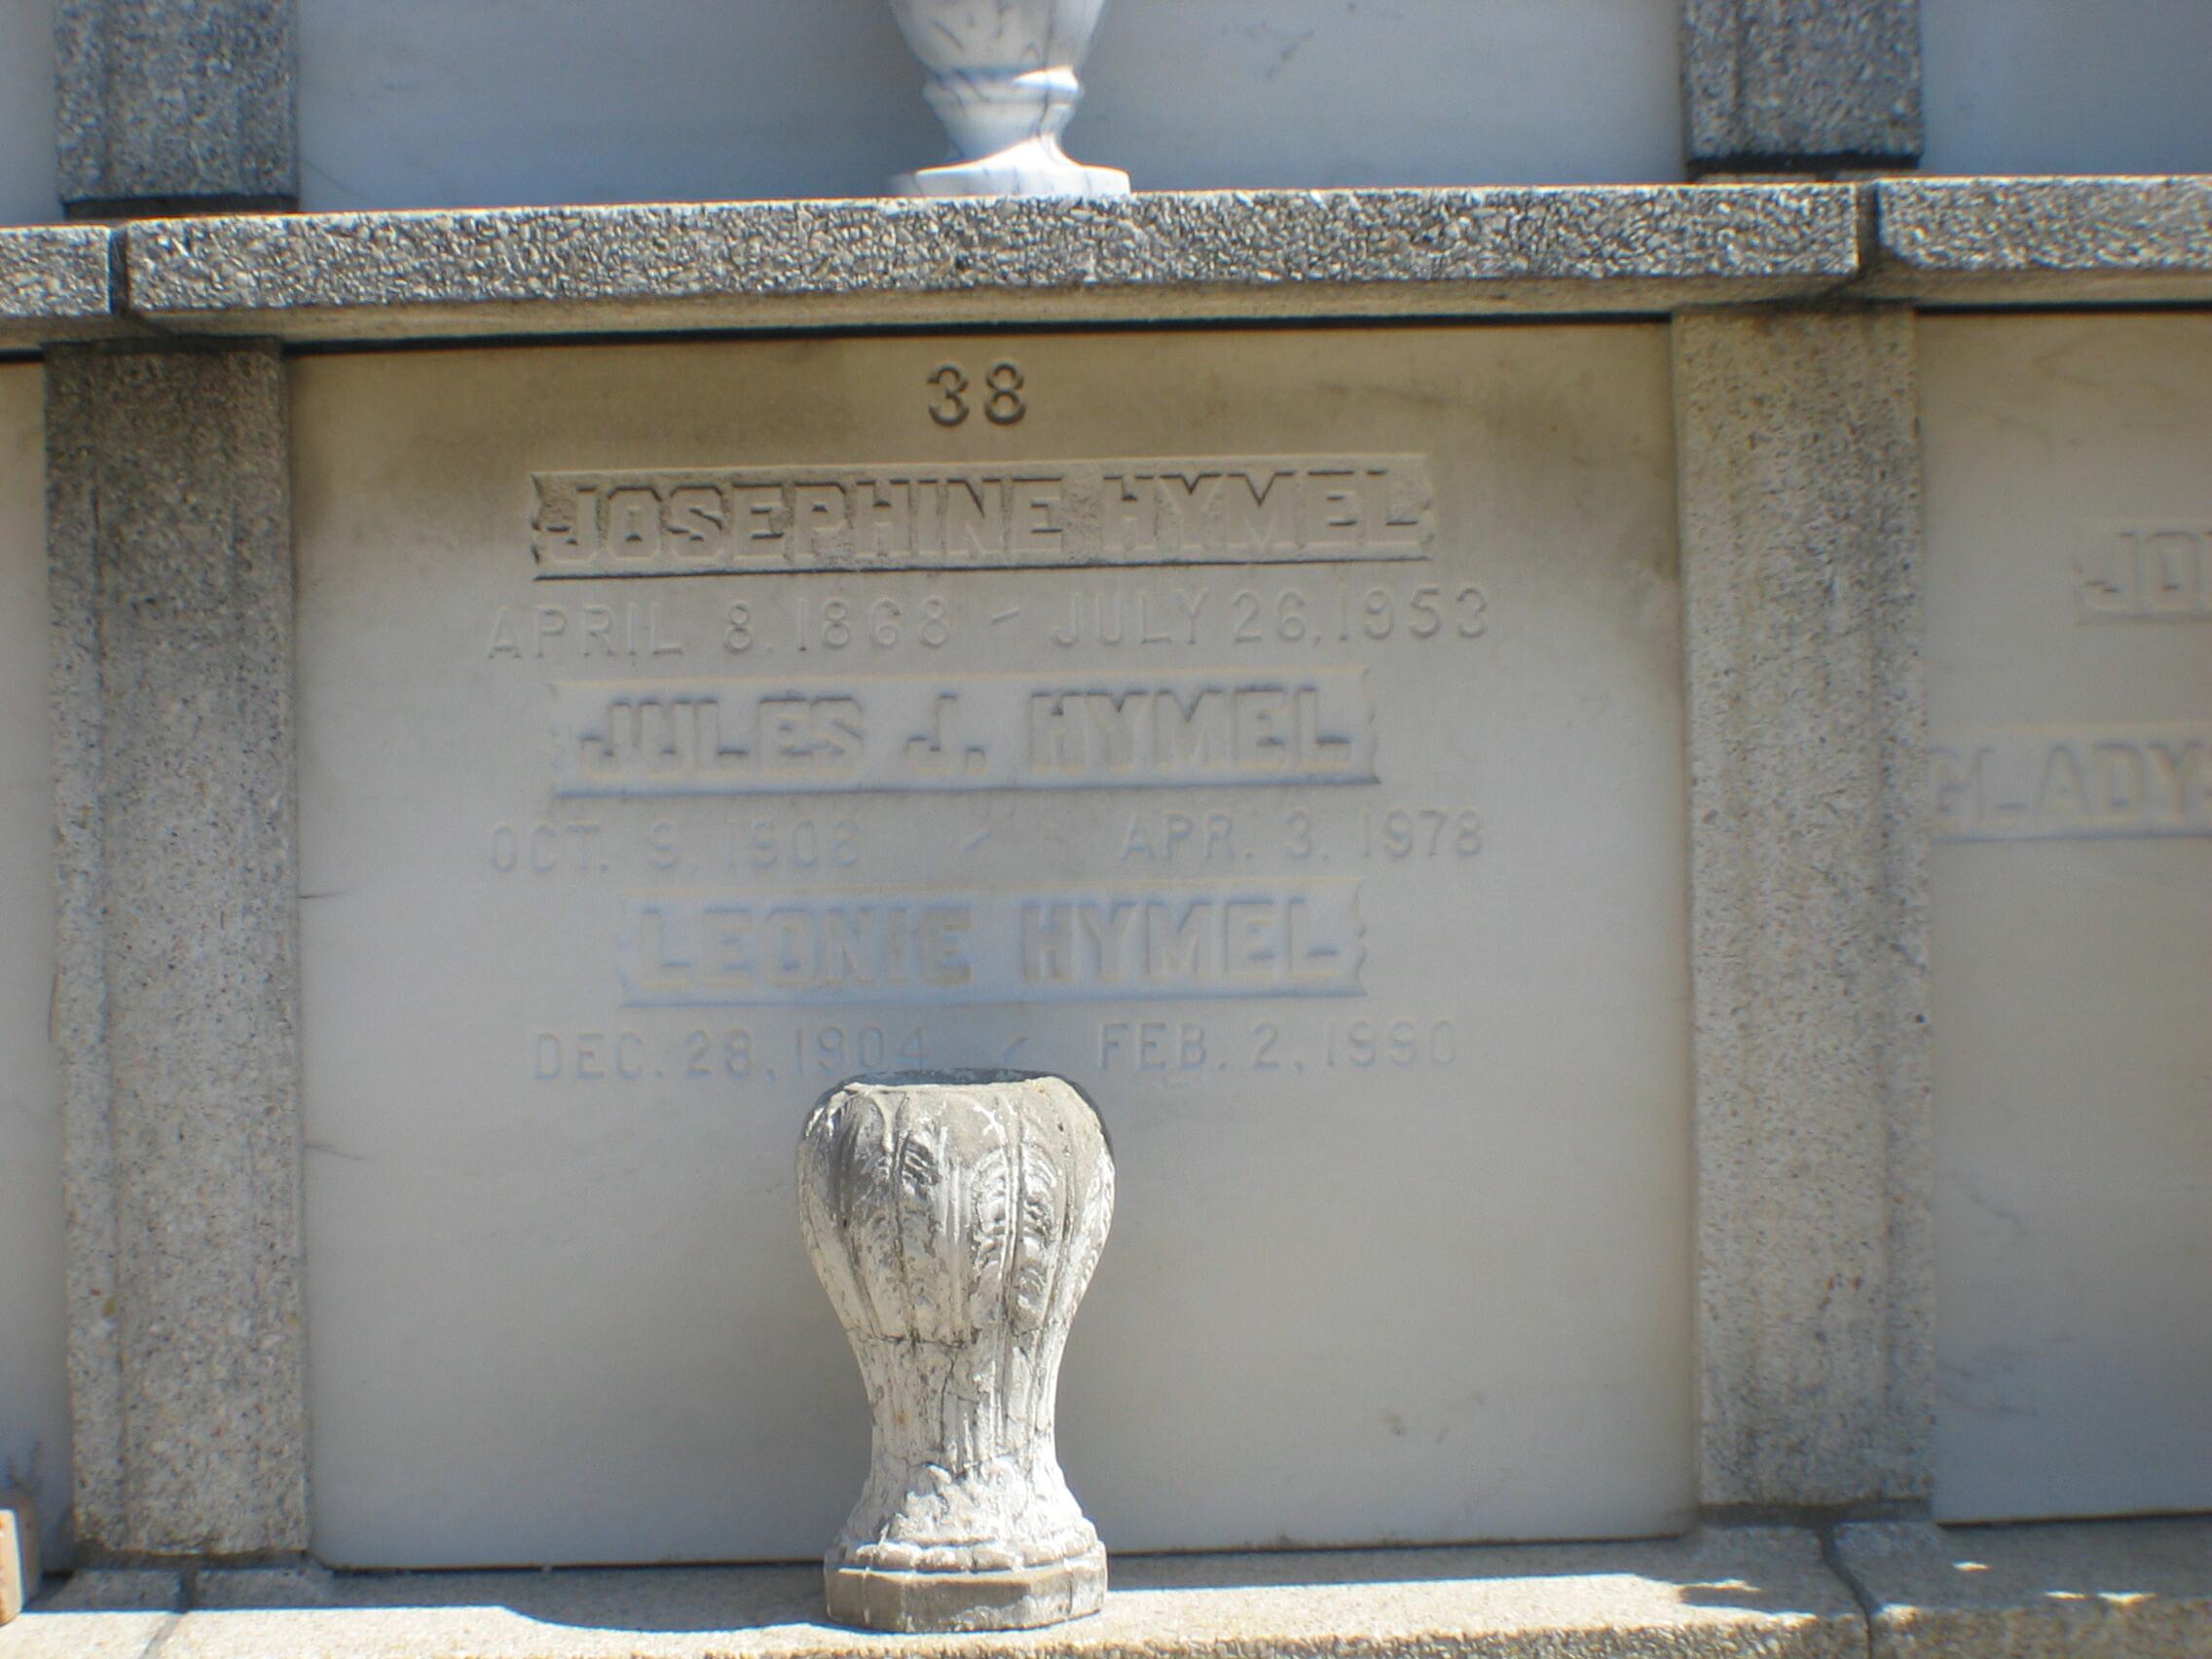 38
JOSEPHINE HYMEL
APRIL 8, 1868 - JULY 26, 1953
JULES J. HYMEL
OCT. 9, 1906 - APR. 3, 1978
LEONIE HYMEL
DEC. 28, 1904 - FEB. 2, 1990